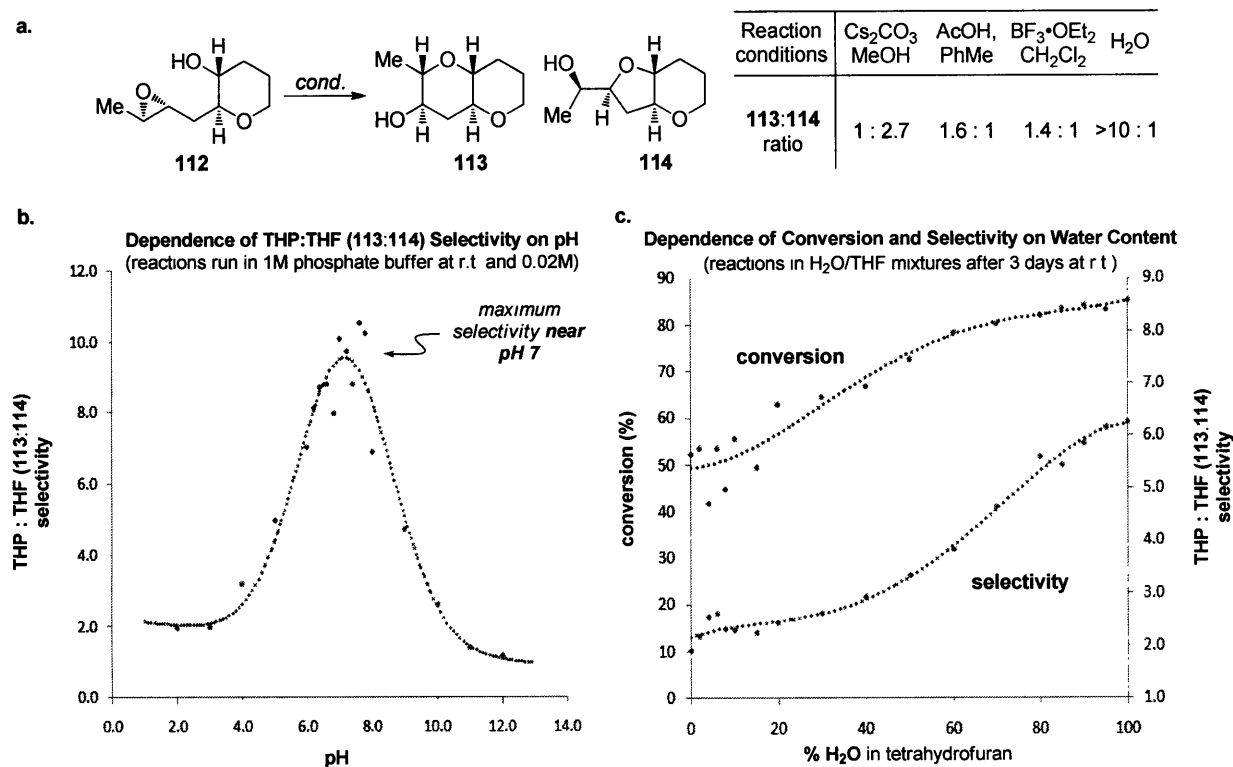 a.
HO
H
O
Me
H
O
112
cond.
Me
H
O
H
HO
H
H
O
113
HO
Me
H
O
H
H
O
114
Reaction conditions
Cs2CO3 MeOH
AcOH, PhMe
BF3•OEt2 CH2Cl2
H2O
113:114 ratio
1 : 2.7
1.6 : 1
1.4 : 1
>10 : 1
b.
Dependence of THP:THF (113:114) Selectivity on pH
(reactions run in 1M phosphate buffer at r.t and 0.02M)
12.0
10.0
8.0
6.0
4.0
2.0
0.0
THP : THF (113:114)
selectivity
maximum
selectivity near
pH 7
0.0 2.0 4.0 6.0 8.0 10.0 12.0 14.0
pH
c.
Dependence of Conversion and Selectivity on Water Content
(reactions in H2O/THF mixtures after 3 days at r t )
90
80
70
60
50
40
30
20
10
0
conversion (%)
conversion
selectivity
9.0
8.0
7.0
6.0
5.0
4.0
3.0
2.0
1.0
THP : THF (113.114)
selectivity
0 20 40 60 80 100
% H2O in tetrahydrofuran